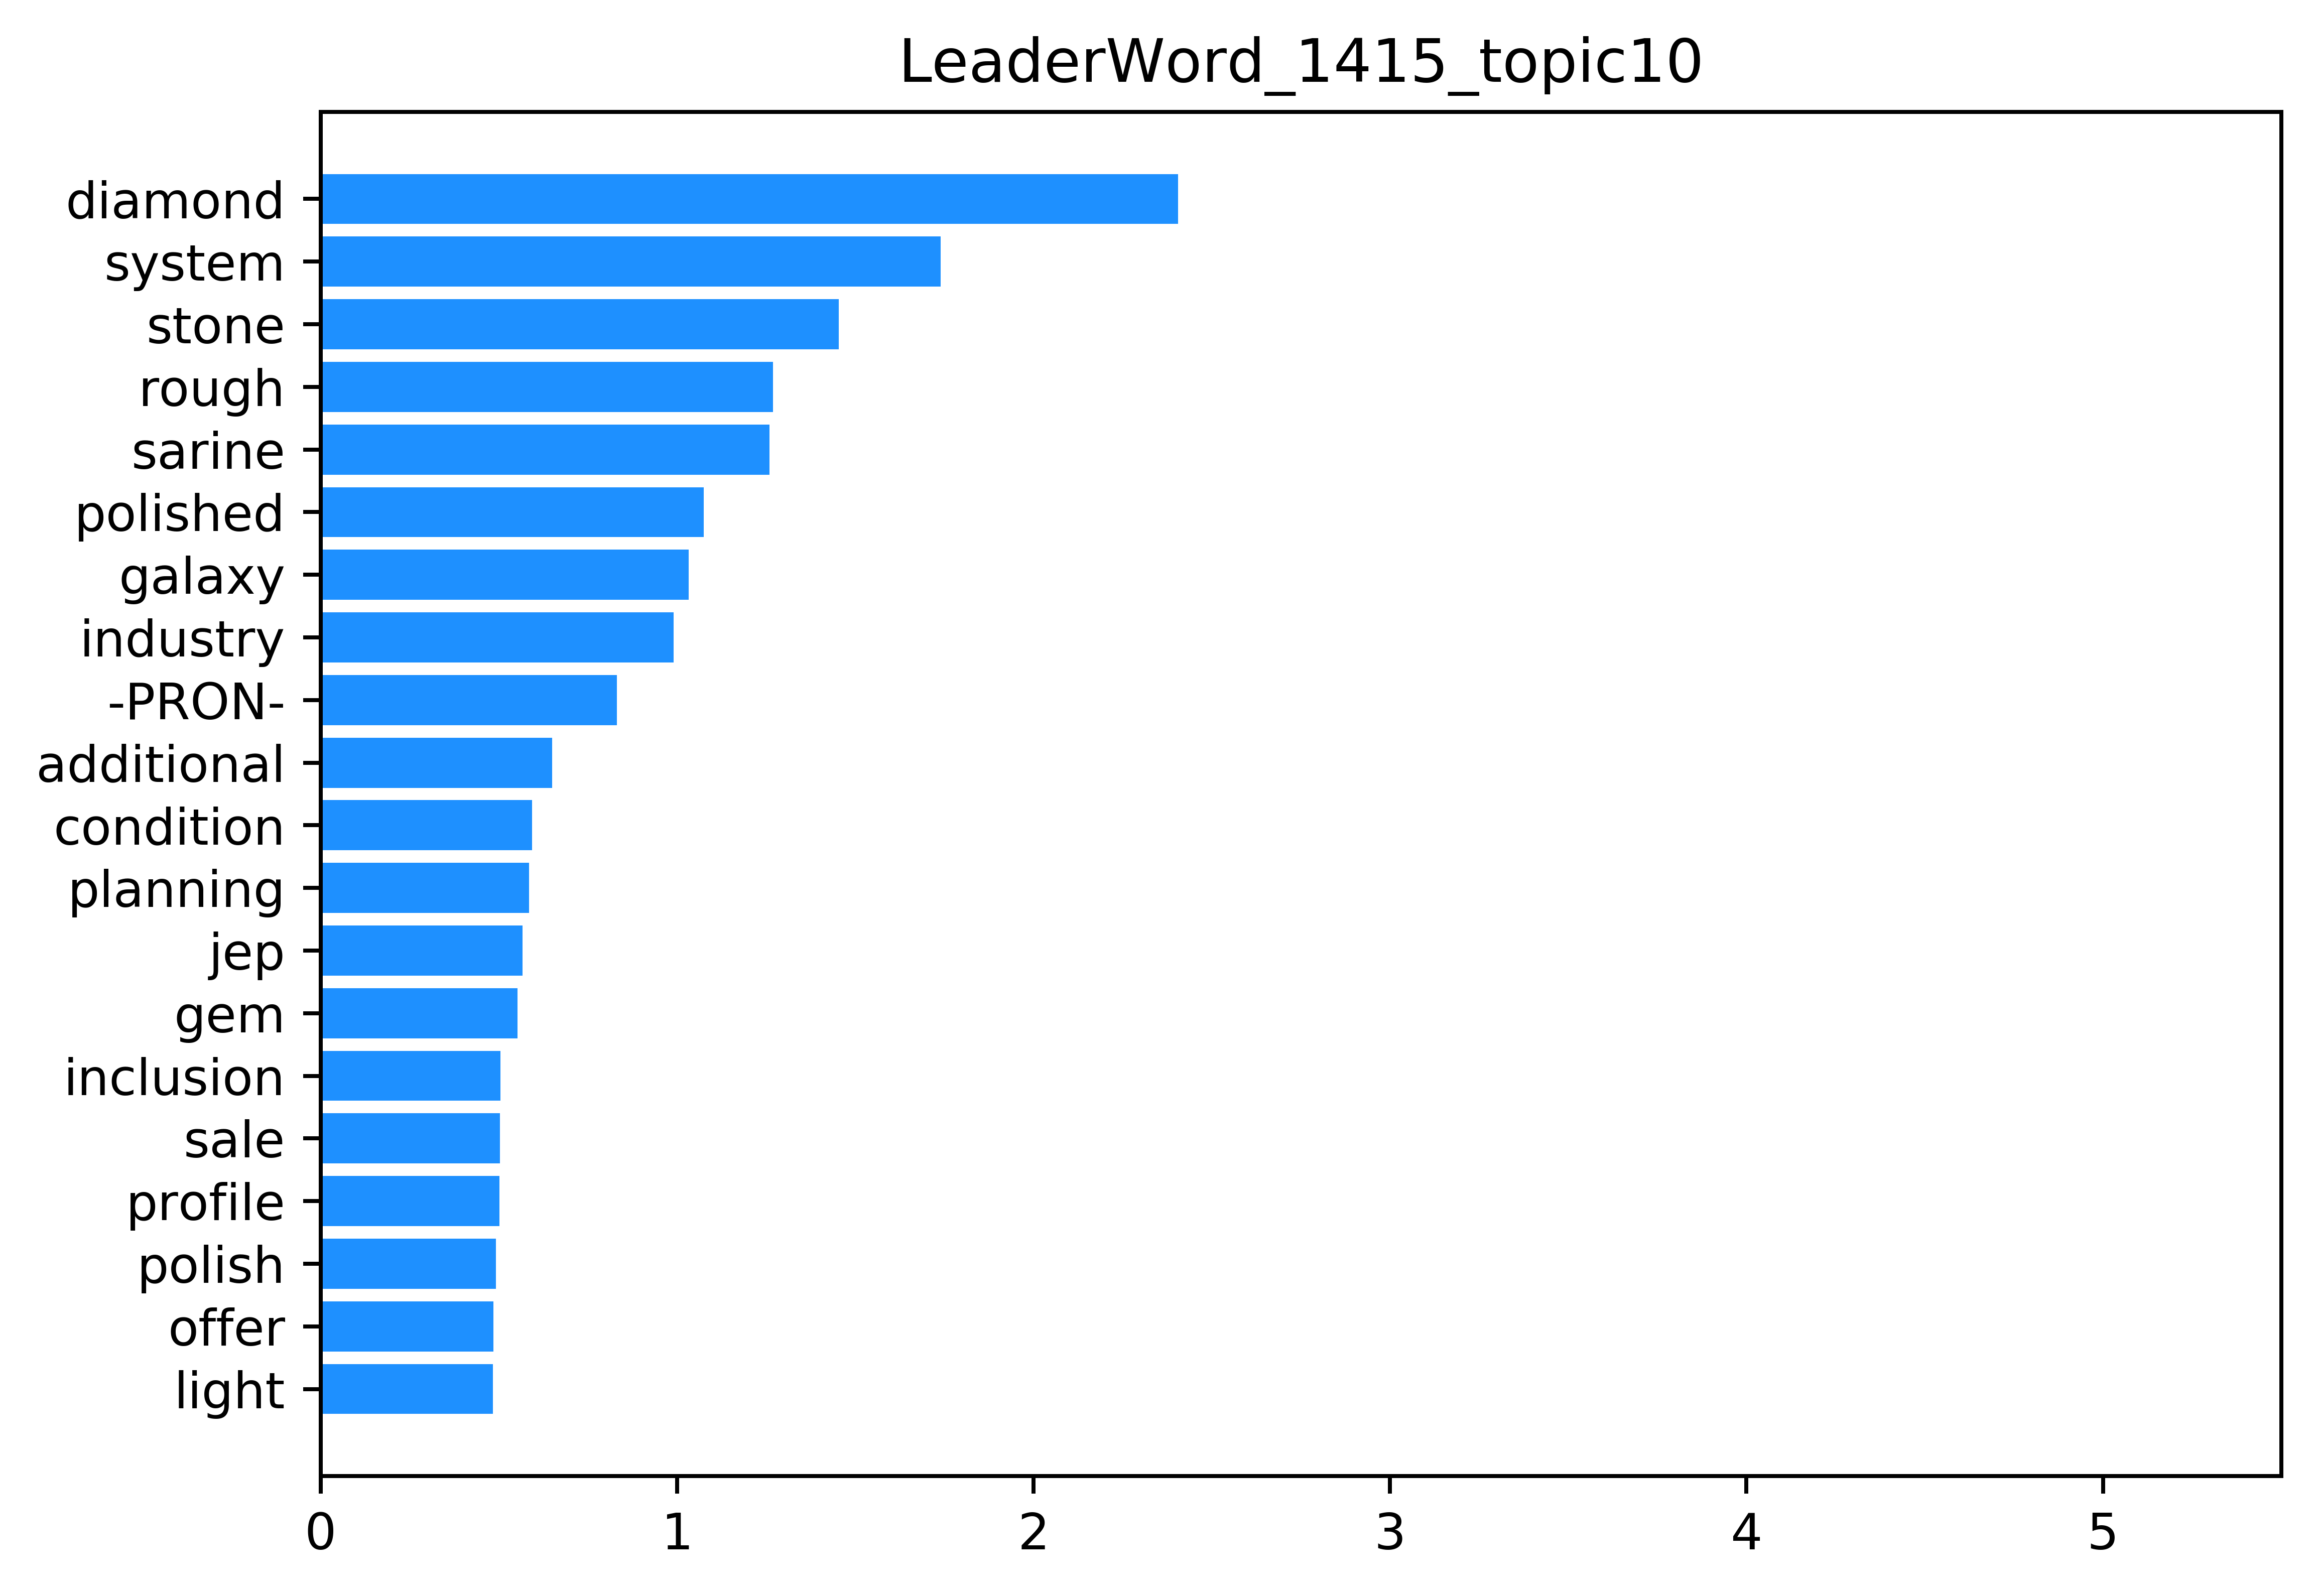 LeaderWord_1415_topic10
diamond
system
stone
rough
sarine
polished
galaxy
industry
-PRON-
additional
condition
planning
jep
gem
inclusion
sale
profile
polish
offer
light
0 1 2 3 4 5